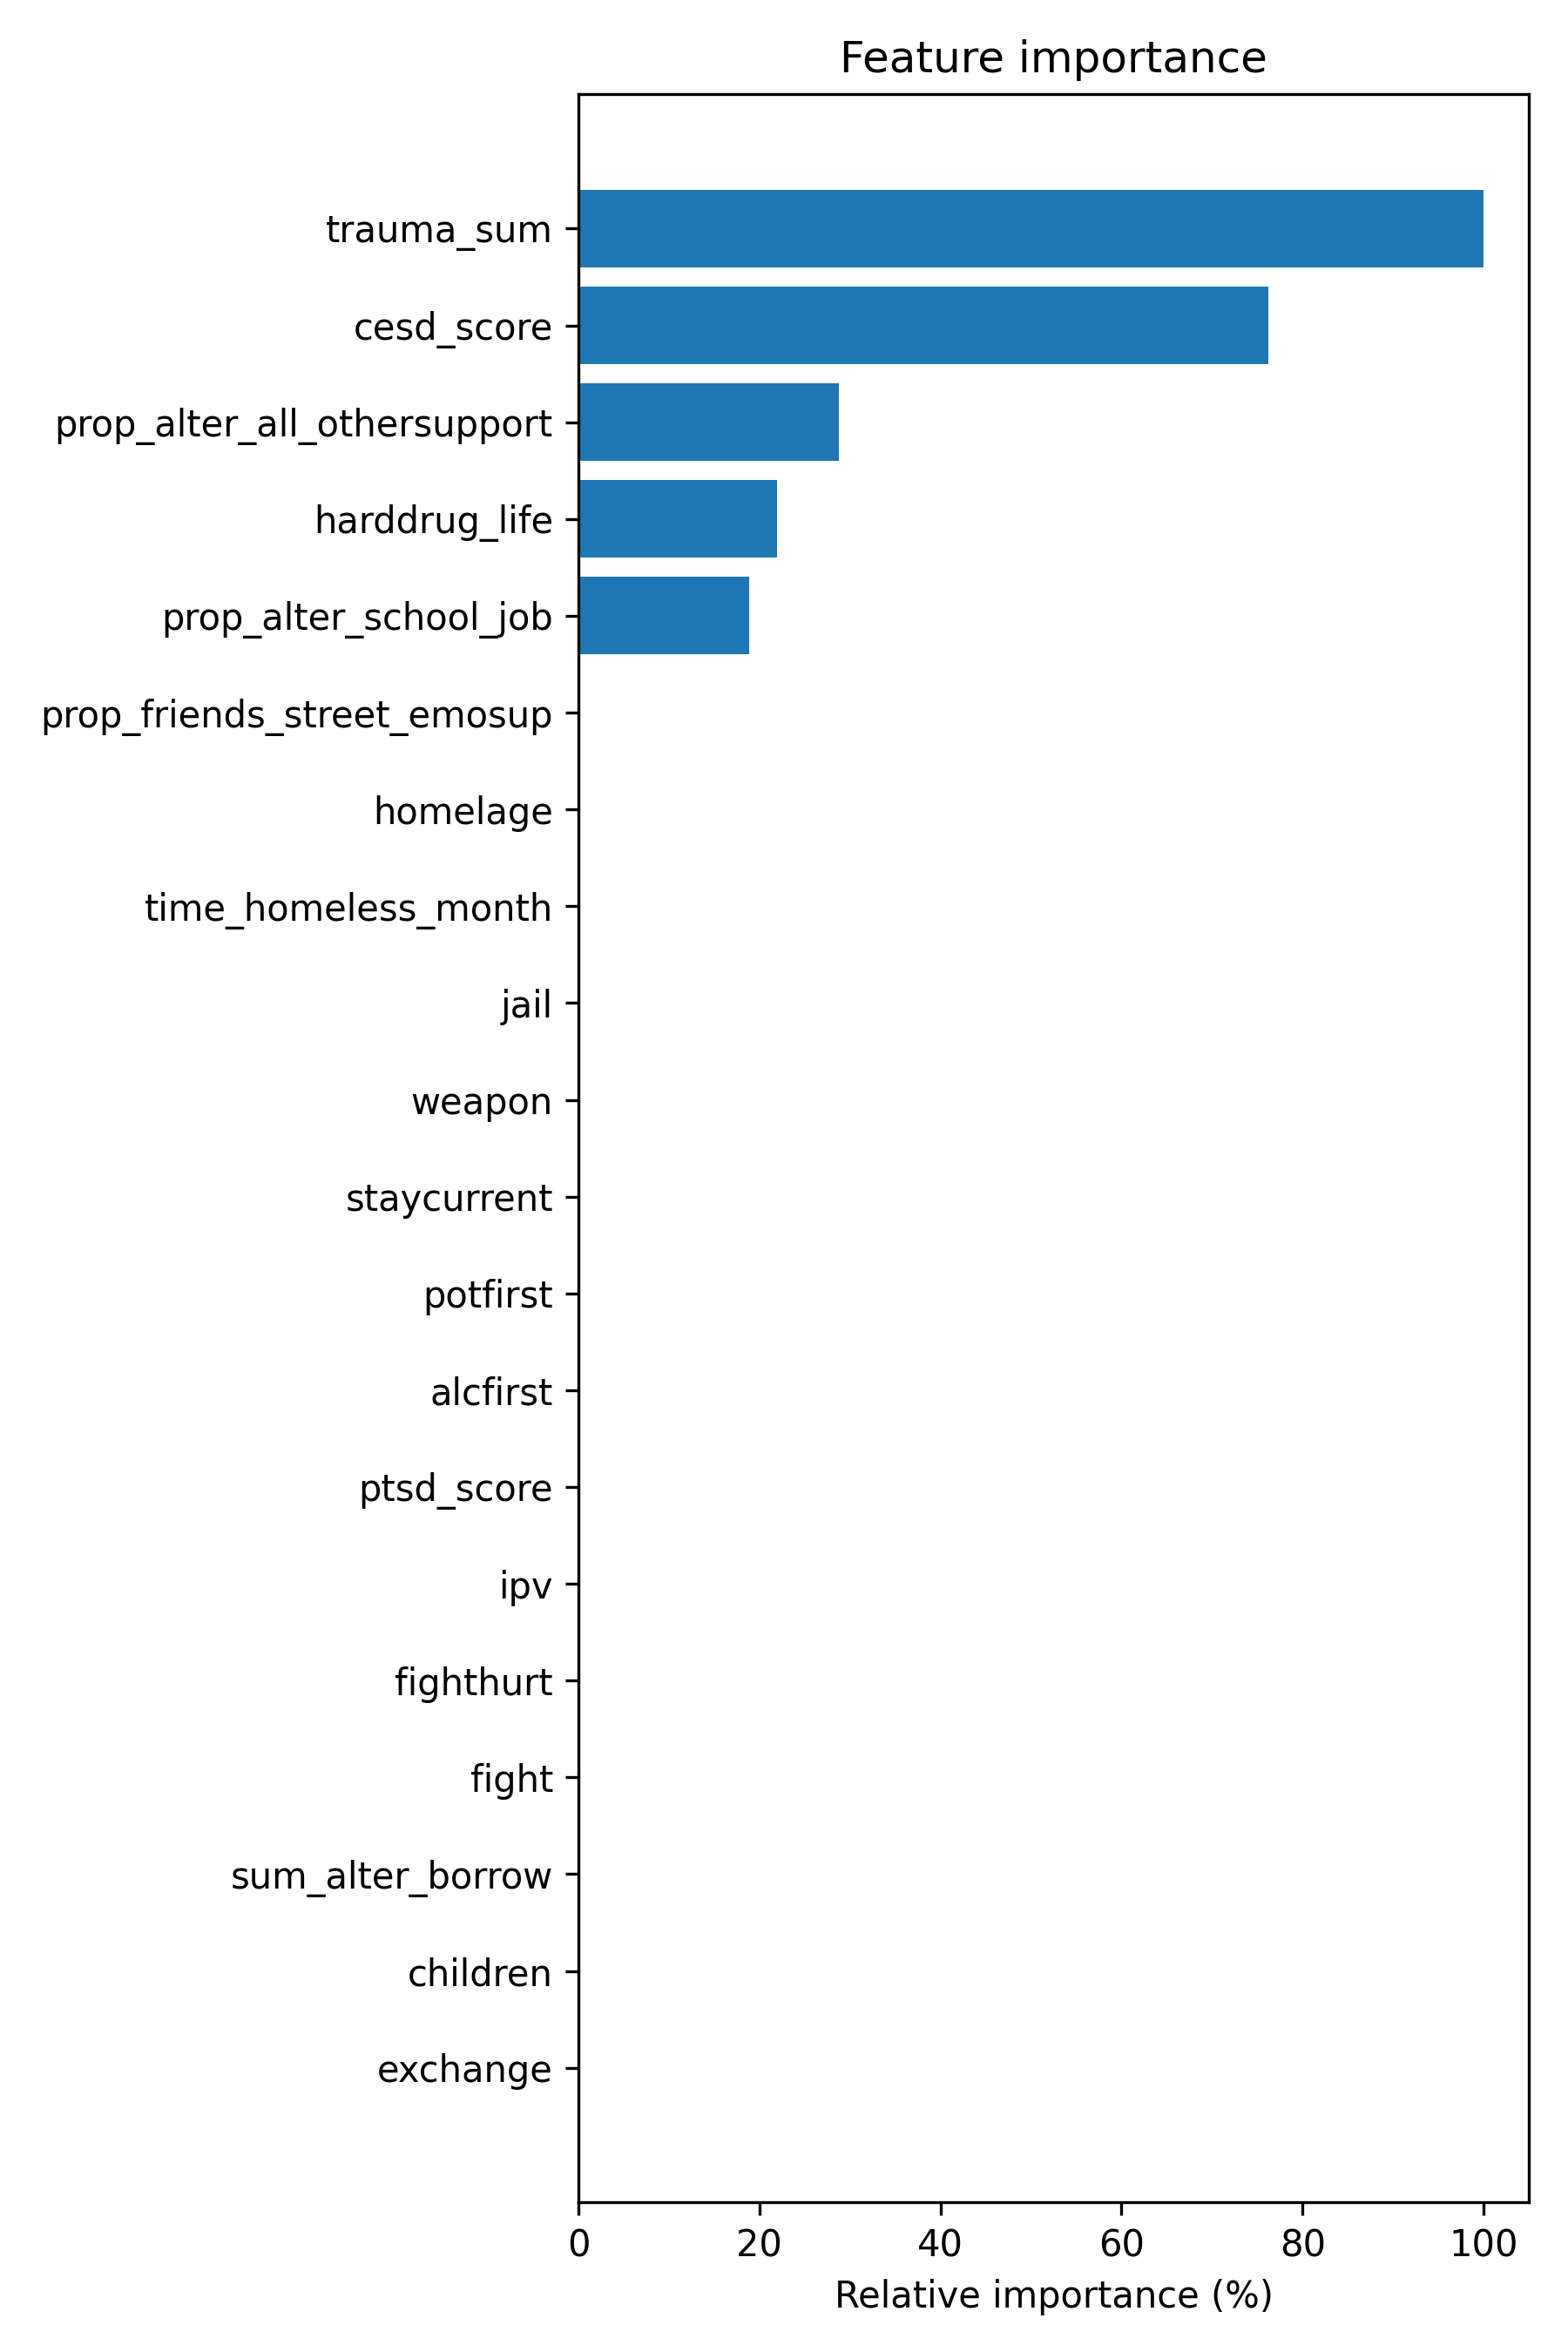 Feature importance
trauma_sum
cesd_score
prop_alter_all_othersupport
harddrug_life
prop_alter_school_job
prop_friends_street_emosup
homelage
time_homeless_month
jail
weapon
staycurrent
potfirst
alcfirst
ptsd_score
ipv
fighthurt
fight
sum_alter_borrow
children
exchange
0 20 40 60 80 100
Relative importance (%)